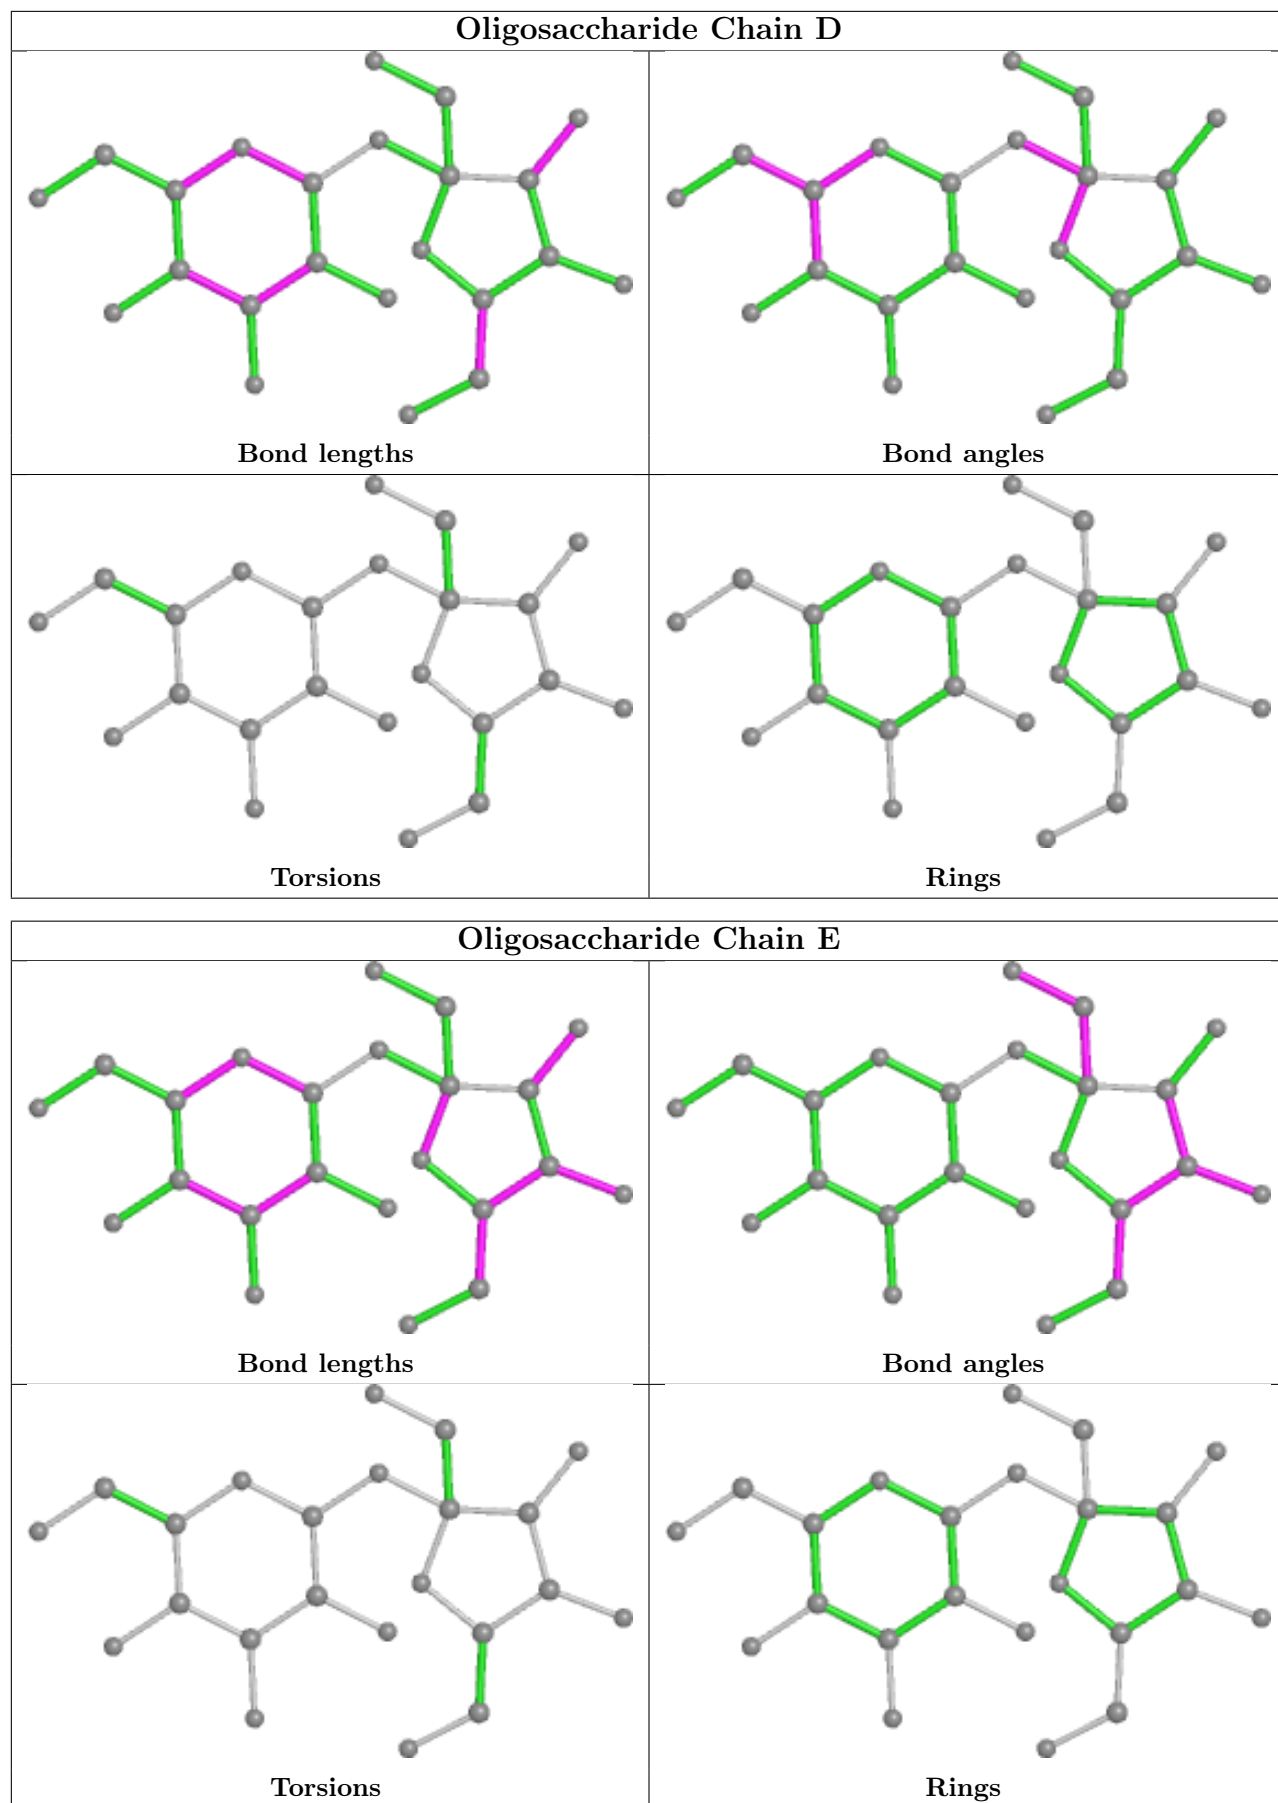 Oligosaccharide Chain D
Bond lengths
Bond angles
Torsions
Rings
Oligosaccharide Chain E
Bond lengths
Bond angles
Torsions
Rings